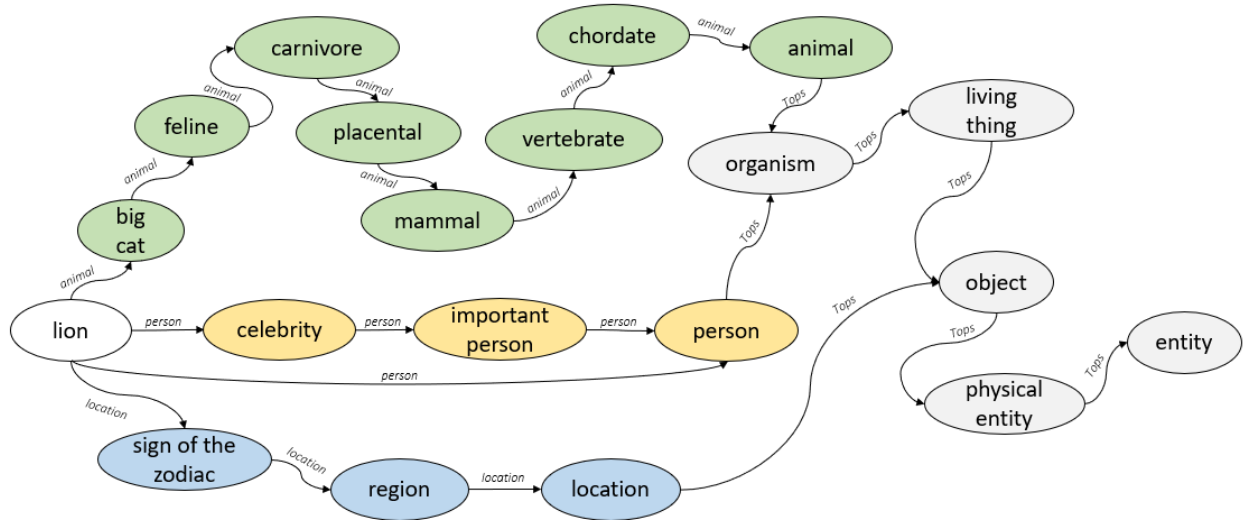 carnivore
animal
chordate
animal
animal
animal
feline
animal
placental
animal
vertebrate
Tops
organism
Tops
living
thing
animal
big
cat
animal
mammal
animal
Tops
Tops
animal
lion
person
celebrity
person
important
person
person
person
Tops
object
Tops
person
location
sign of the
zodiac
location
region
location
location
physical
entity
Tops
entity